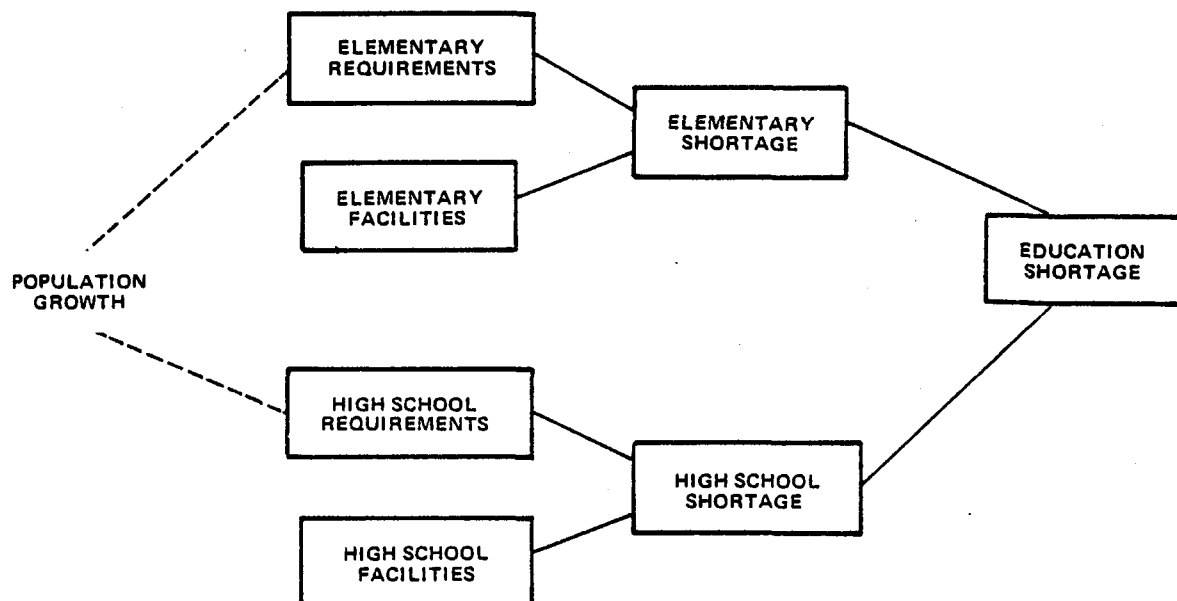 ELEMENTARY
REQUIREMENTS
ELEMENTARY
SHORTAGE
ELEMENTARY
FACILITIES
EDUCATION
SHORTAGE
POPULATION
GROWTH
HIGH SCHOOL
REQUIREMENTS
HIGH SCHOOL
SHORTAGE
HIGH SCHOOL
FACILITIES